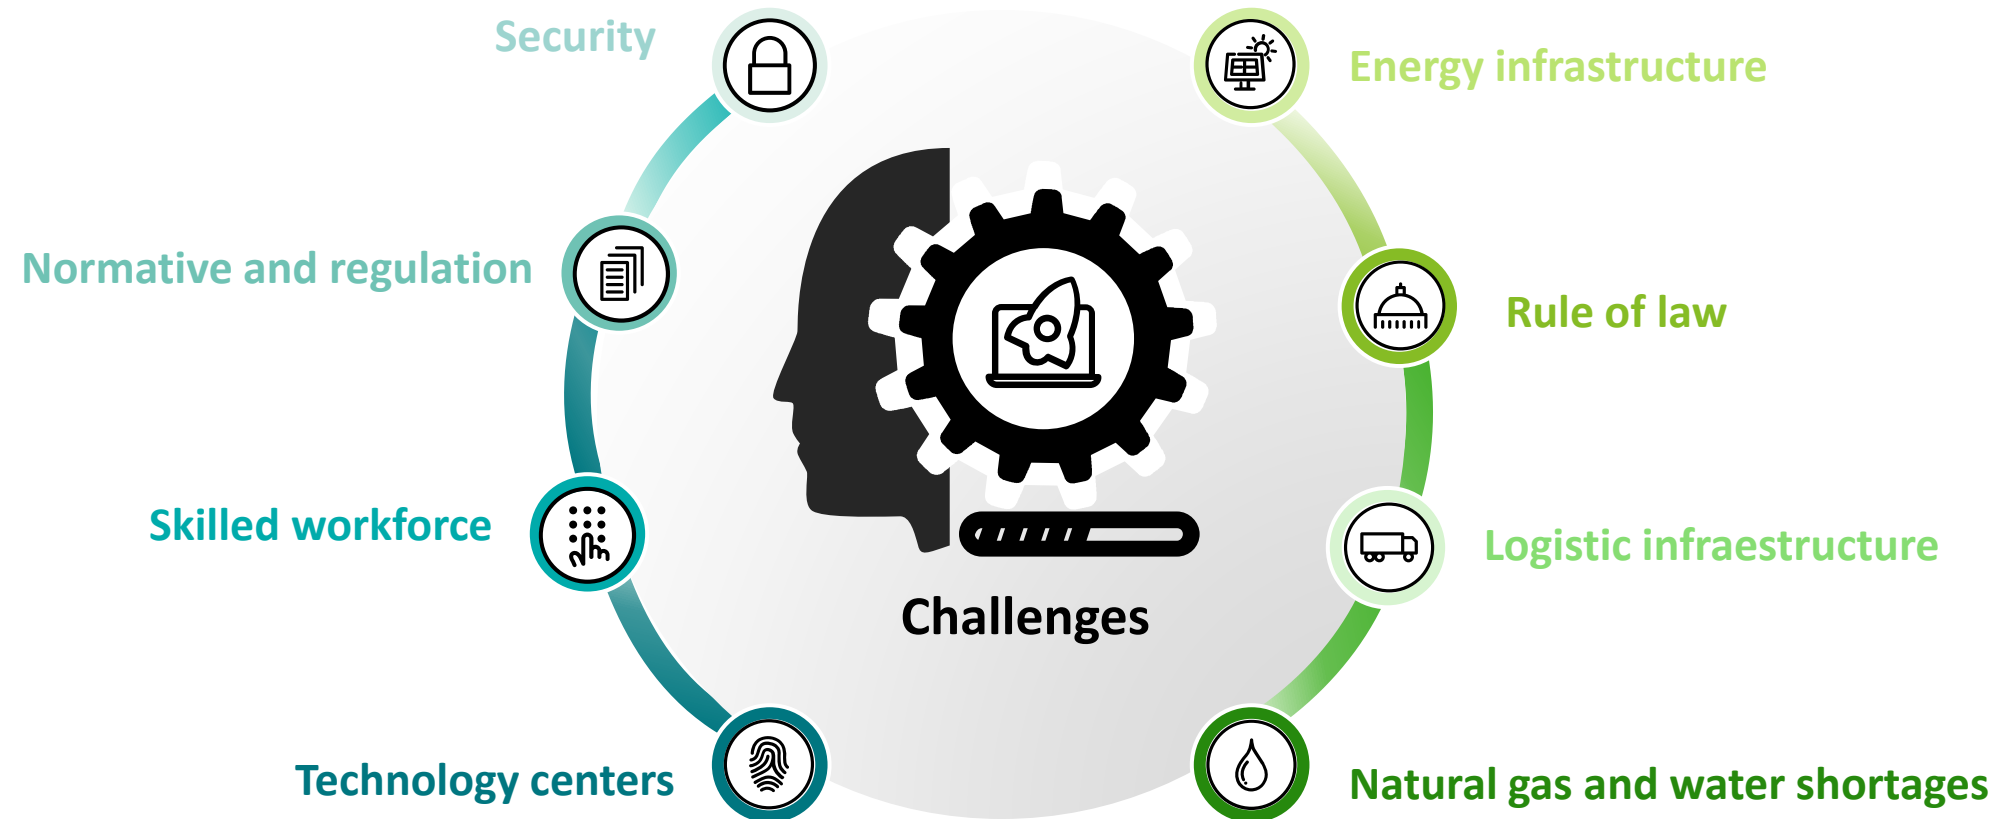 Security
Energy infrastructure
Normative and regulation
Rule of law
Skilled workforce
Logistic infraestructure
Challenges
Technology centers
Natural gas and water shortages